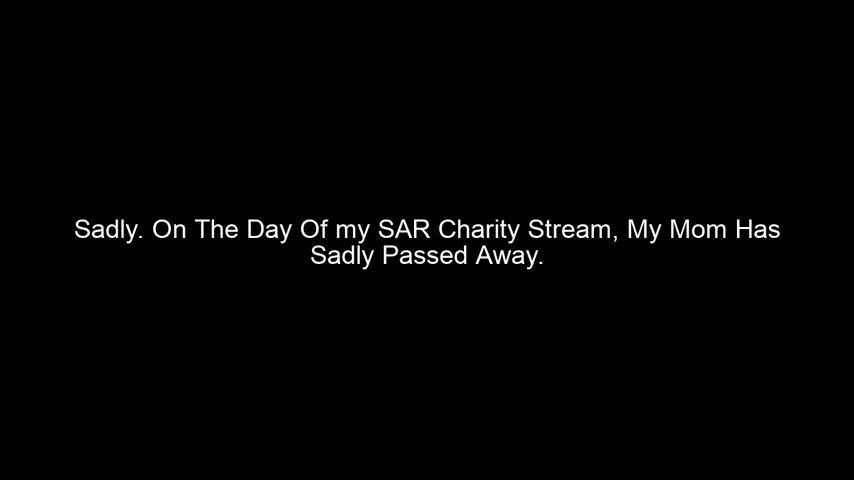 Sadly. On The Day Of my SAR Charity Stream, My Mom Has
Sadly Passed Away.